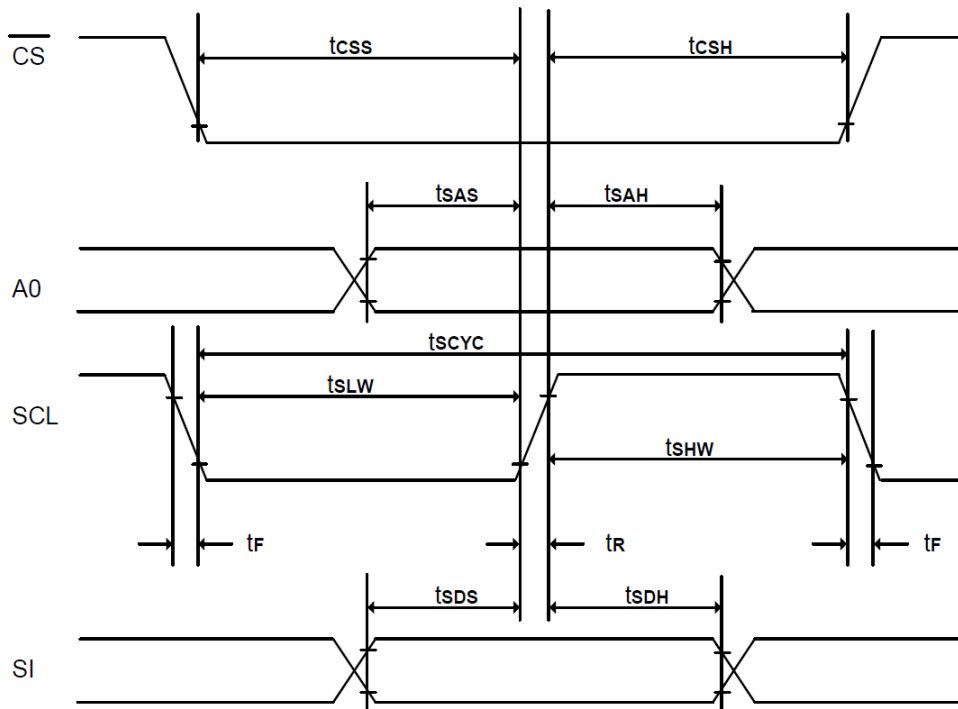 CS
tCSS
tCSH
tSAS
tSAH
A0
tSCYC
tSLW
SCL
tSHW
tF
tR
tF
tSDS
tSDH
SI